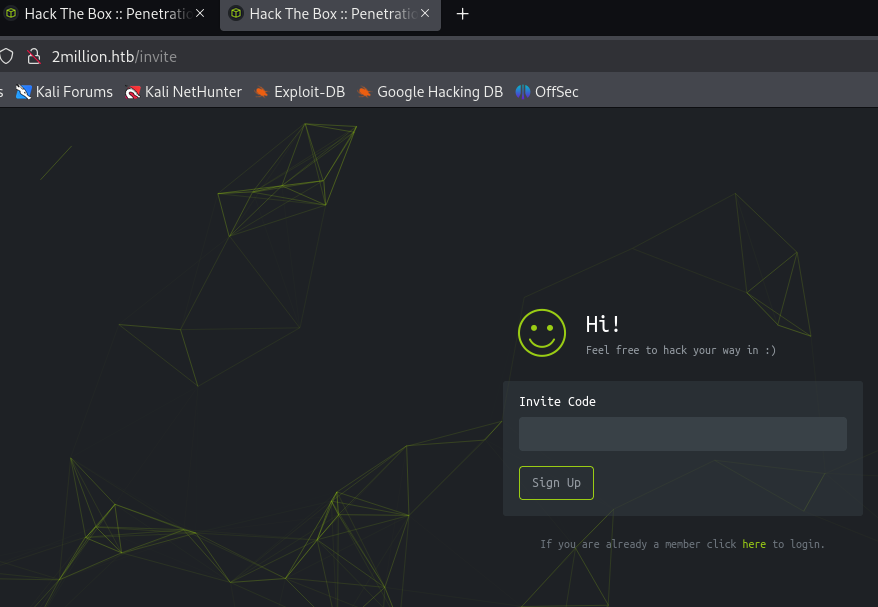 Hack The Box :: Penetratic Hack The Box :: Penetratic
2million.htb/invite
s Kali Forums Kali NetHunter Exploit-DB Google Hacking DB OffSec
Hi!
Feel free to hack your way in :)
Invite Code
Sign Up
If you are already a member click here to login.